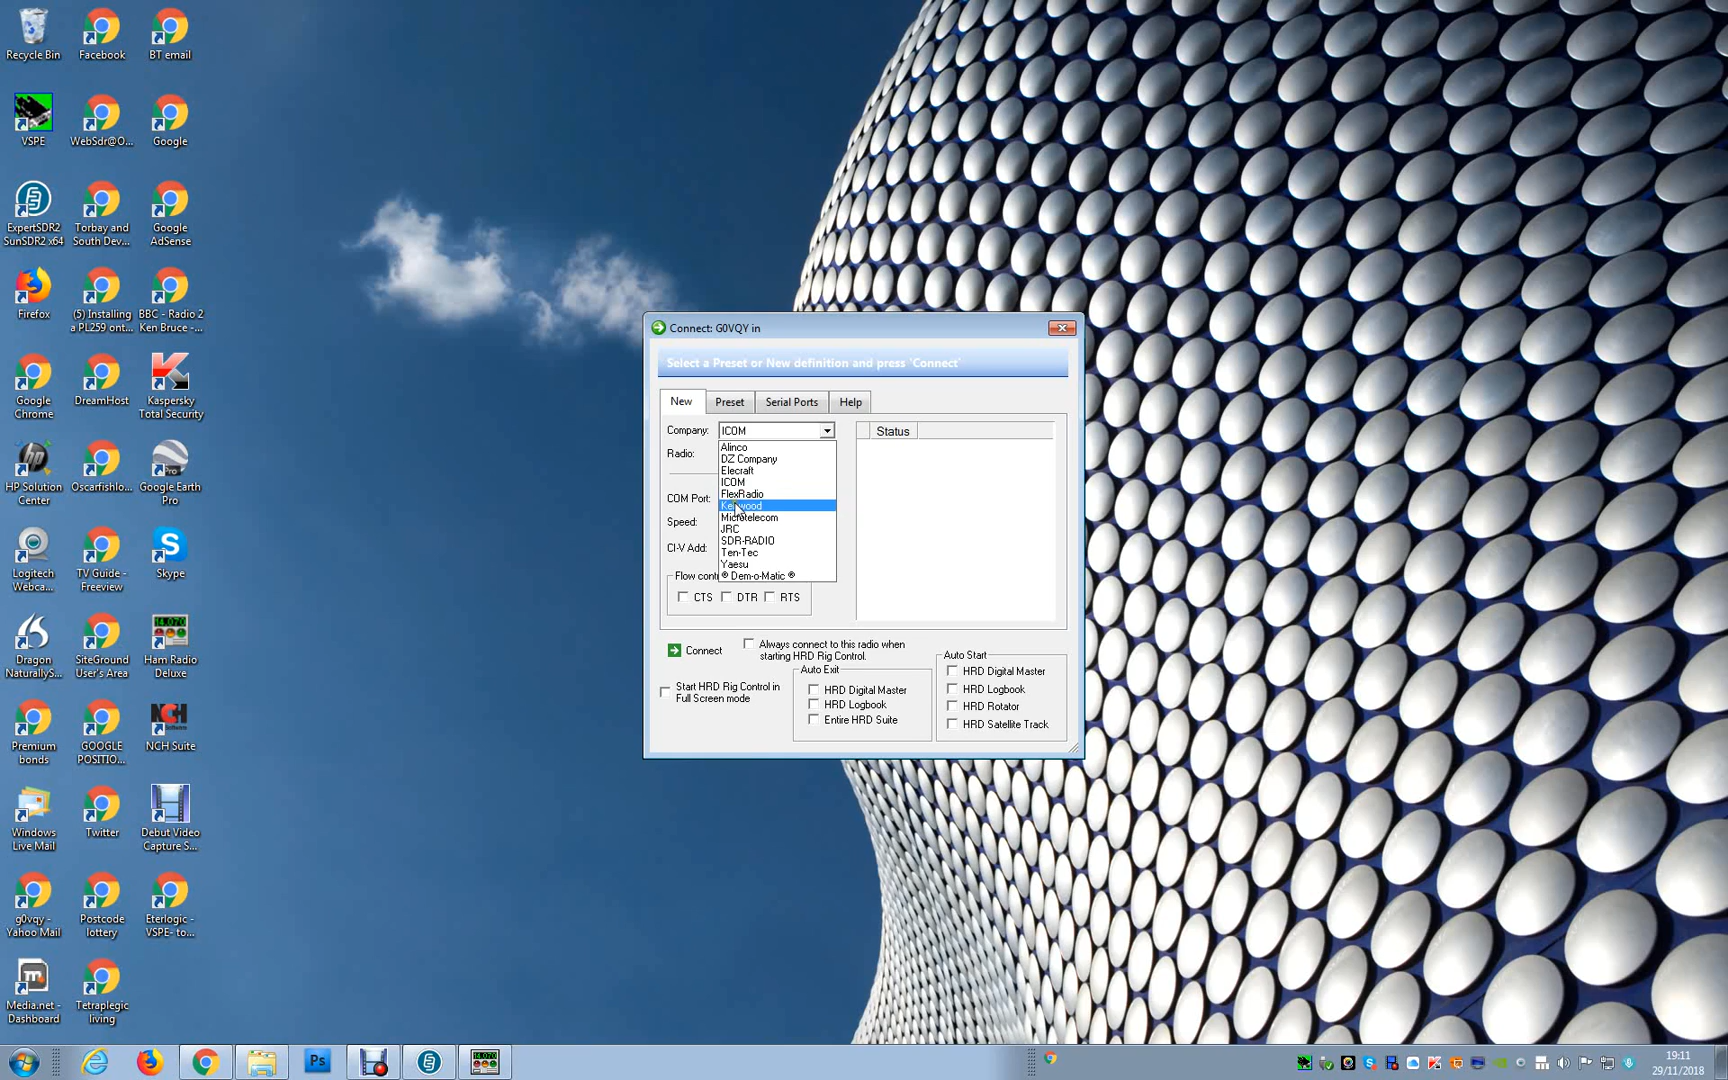 Recycle Bin
Facebook
BT email
VSPE
WebSdr@O...
Google
ExpertSDR2
SunSDR2 x64
Torbay and
South Dev...
Google
AdSense
Firefox
(5) Installing
a PL259 ont...
BBC - Radio 2
Ken Bruce -...
Google
Chrome
DreamHost
Kaspersky
Total Security
HP Solution
Center
Oscarfishlo...
Google Earth
Pro
Logitech
Webca...
TV Guide -
Freeview
Skype
Dragon
NaturallyS...
SiteGround
User's Area
Ham Radio
Deluxe
Premium
bonds
GOOGLE
POSITIO...
NCH Suite
Windows
Live Mail
Twitter
Debut Video
Capture S...
g0vqy -
Yahoo Mail
Postcode
lottery
Eterlogic -
VSPE- to...
Media.net -
Dashboard
Tetraplegic
living
Connect: G0VQY in
Select a Preset or New definition and press 'Connect'
New Preset Serial Ports Help
Company: ICOM
Status
Radio:
COM Port:
Speed:
CI-V Add:
Alinco
DZ Company
Elecraft
ICOM
FlexRadio
Kenwood
Microtelecom
JRC
SDR-RADIO
Ten-Tec
Yaesu
® Dem-o-Matic ®
Flow cont
CTS DTR RTS
Connect
Always connect to this radio when
starting HRD Rig Control.
Start HRD Rig Control in
Full Screen mode
Auto Exit
HRD Digital Master
HRD Logbook
Entire HRD Suite
Auto Start
HRD Digital Master
HRD Logbook
HRD Rotator
HRD Satellite Track
Ps
19:11
29/11/2018